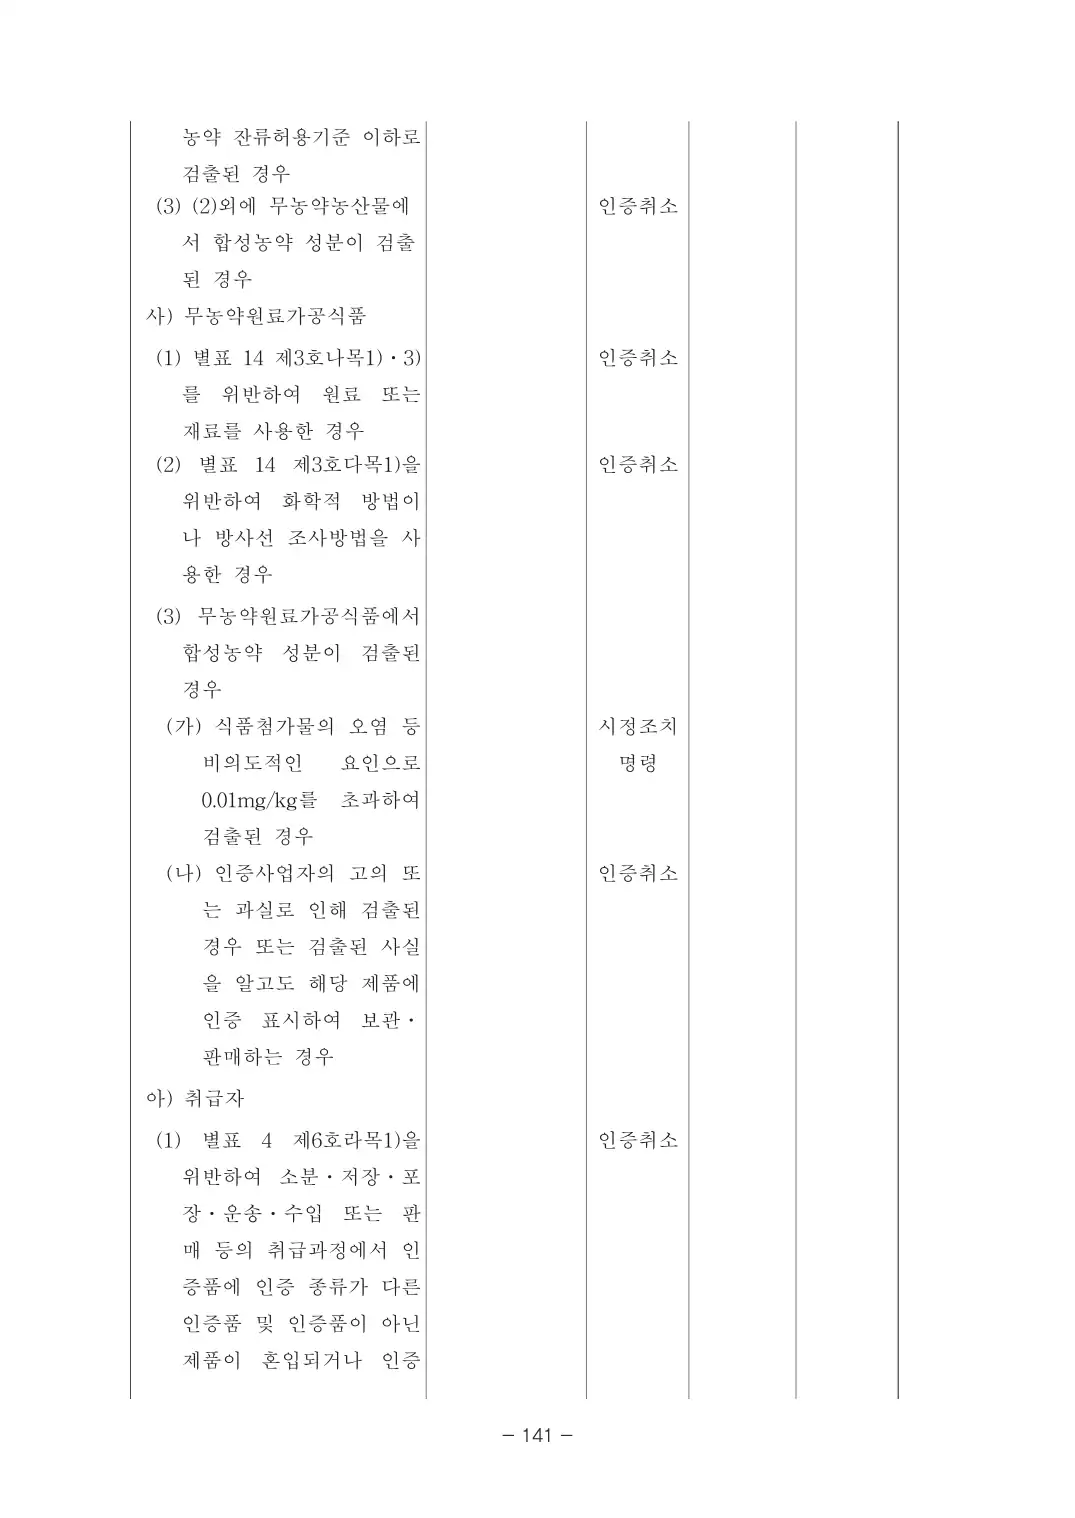 농약 잔류허용기준 이하로
검출된 경우
(3) (2)외에 무농약농산물에 인증취소
서 합성농약 성분이 검출
된 경우
사) 무농약원료가공식품
(1) 별표 14 제3호나목1)·3) 인증취소
를 위반하여 원료 또는
재료를 사용한 경우
(2) 별표 14 제3호다목1)을 인증취소
위반하여 화학적 방법이
나 방사선 조사방법을 사
용한 경우
(3) 무농약원료가공식품에서
합성농약 성분이 검출된
경우
(가) 식품첨가물의 오염 등 시정조치
비의도적인 요인으로 명령
0.01mg/kg를 초과하여
검출된 경우
(나) 인증사업자의 고의 또 인증취소
는 과실로 인해 검출된
경우 또는 검출된 사실
을 알고도 해당 제품에
인증 표시하여 보관·
판매하는 경우
아) 취급자
(1) 별표 4 제6호라목1)을 인증취소
위반하여 소분·저장·포
장·운송·수입 또는 판
매 등의 취급과정에서 인
증품에 인증 종류가 다른
인증품 및 인증품이 아닌
제품이 혼입되거나 인증
- 141 -